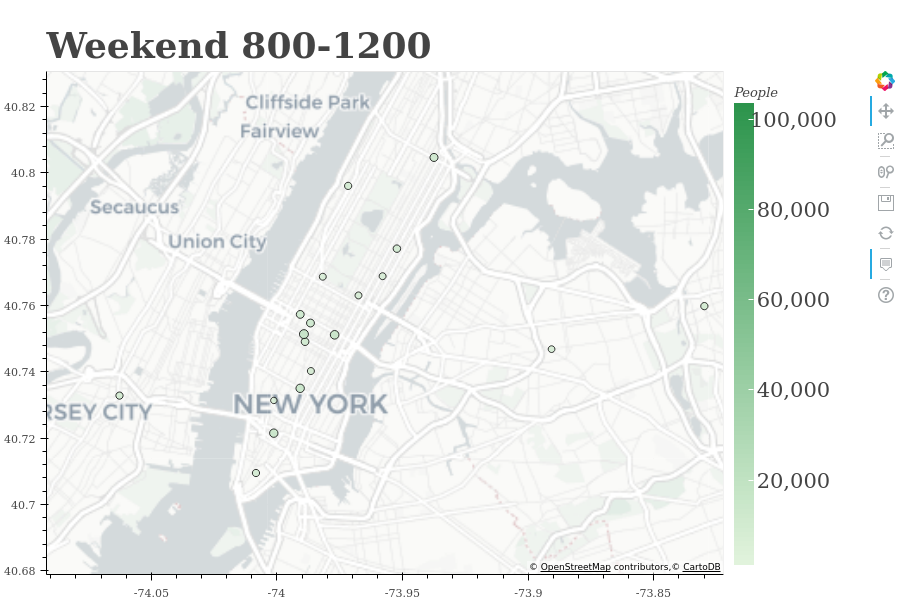 Weekend 800-1200
People
100,000
80,000
60,000
40,000
20,000
40.82
40.8
40.78
40.76
40.74
40.72
40.7
40.68
Cliffside Park
Fairview
Secaucus
Union City
NEW YORK
RSEY CITY
© OpenStreetMap contributors,© CartoDB
-74.05
-74
-73.95
-73.9
-73.85